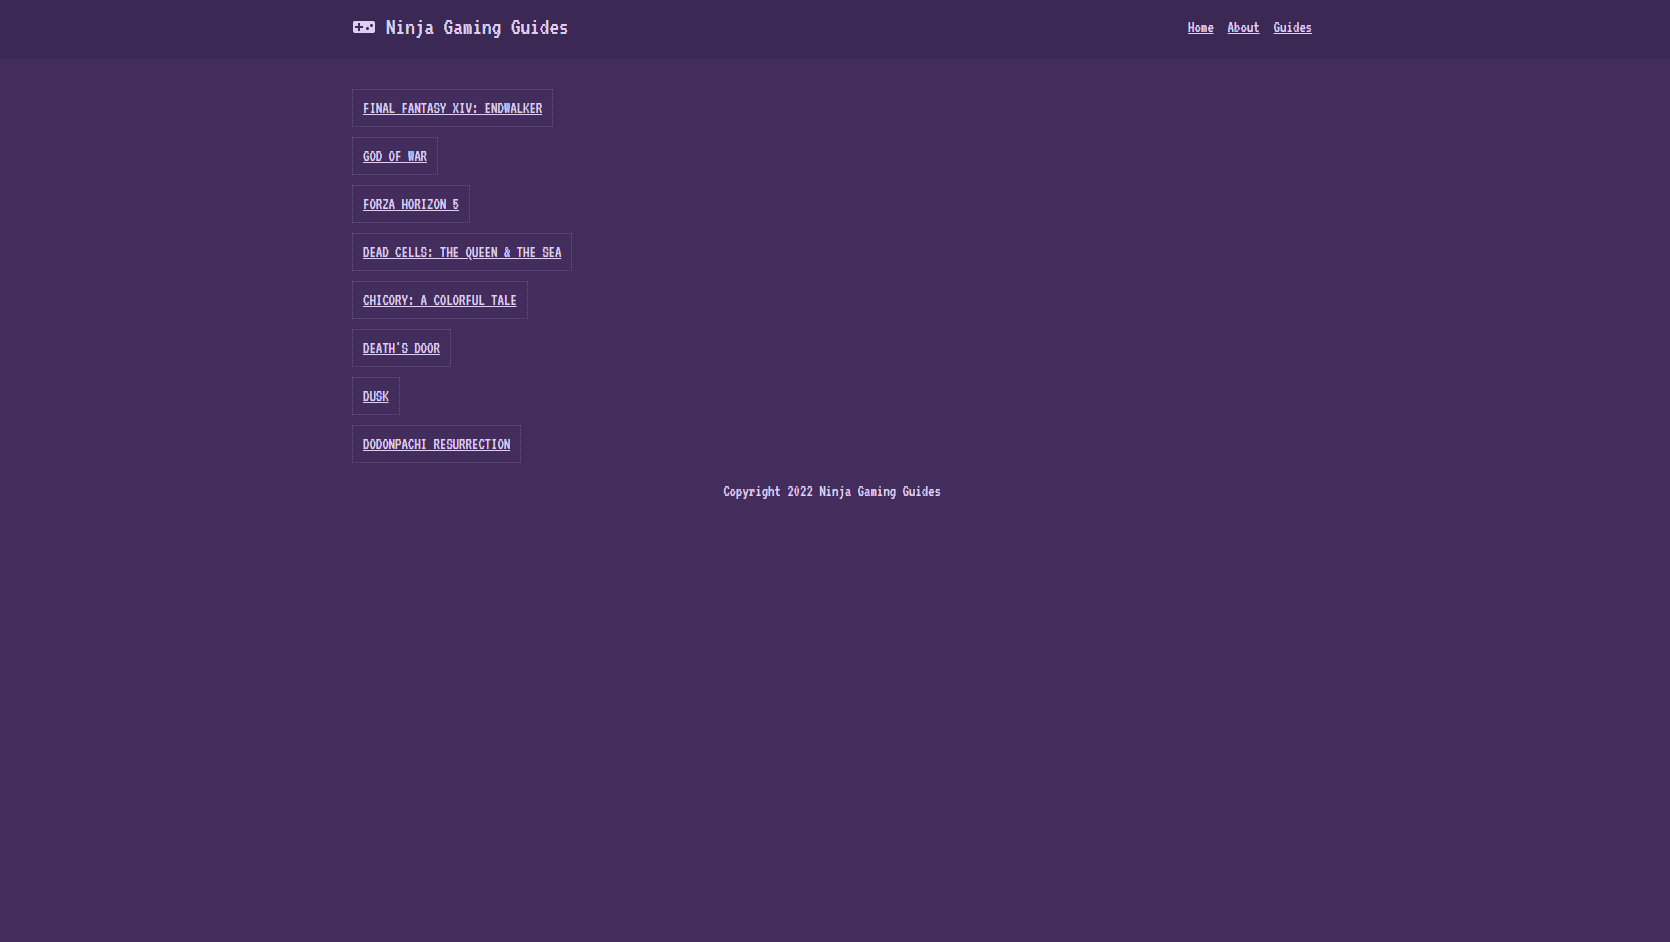 Ninja Gaming Guides
Home About Guides
FINAL FANTASY XIV: ENDWALKER
GOD OF WAR
FORZA HORIZON 5
DEAD CELLS: THE QUEEN & THE SEA
CHICORY: A COLORFUL TALE
DEATH'S DOOR
DUSK
DODONPACHI RESURRECTION
Copyright 2022 Ninja Gaming Guides